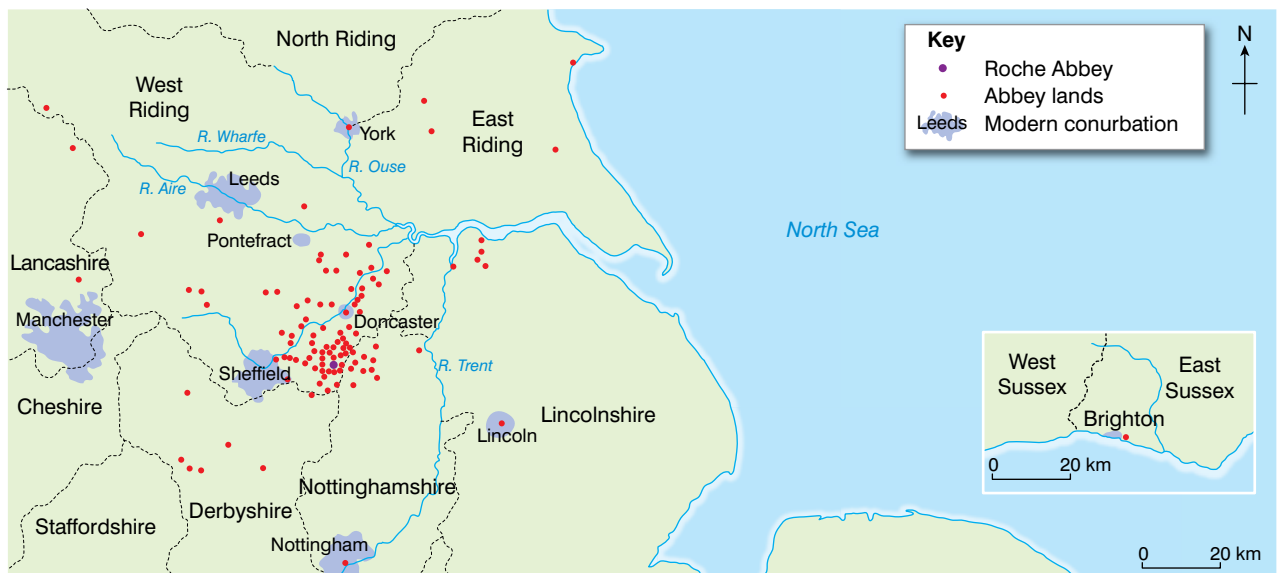 North Riding
West
Riding
York
East
Riding
R. Wharfe
R. Ouse
Leeds
R. Aire
Pontefract
Lancashire
Manchester
Doncaster
Sheffield
R. Trent
Cheshire
Lincoln
Lincolnshire
Nottinghamshire
Derbyshire
Staffordshire
Nottingham
North Sea
Key
Roche Abbey
Abbey lands
Leeds
Modern conurbation
N
West
Sussex
East
Sussex
Brighton
0 20 km
0 20 km